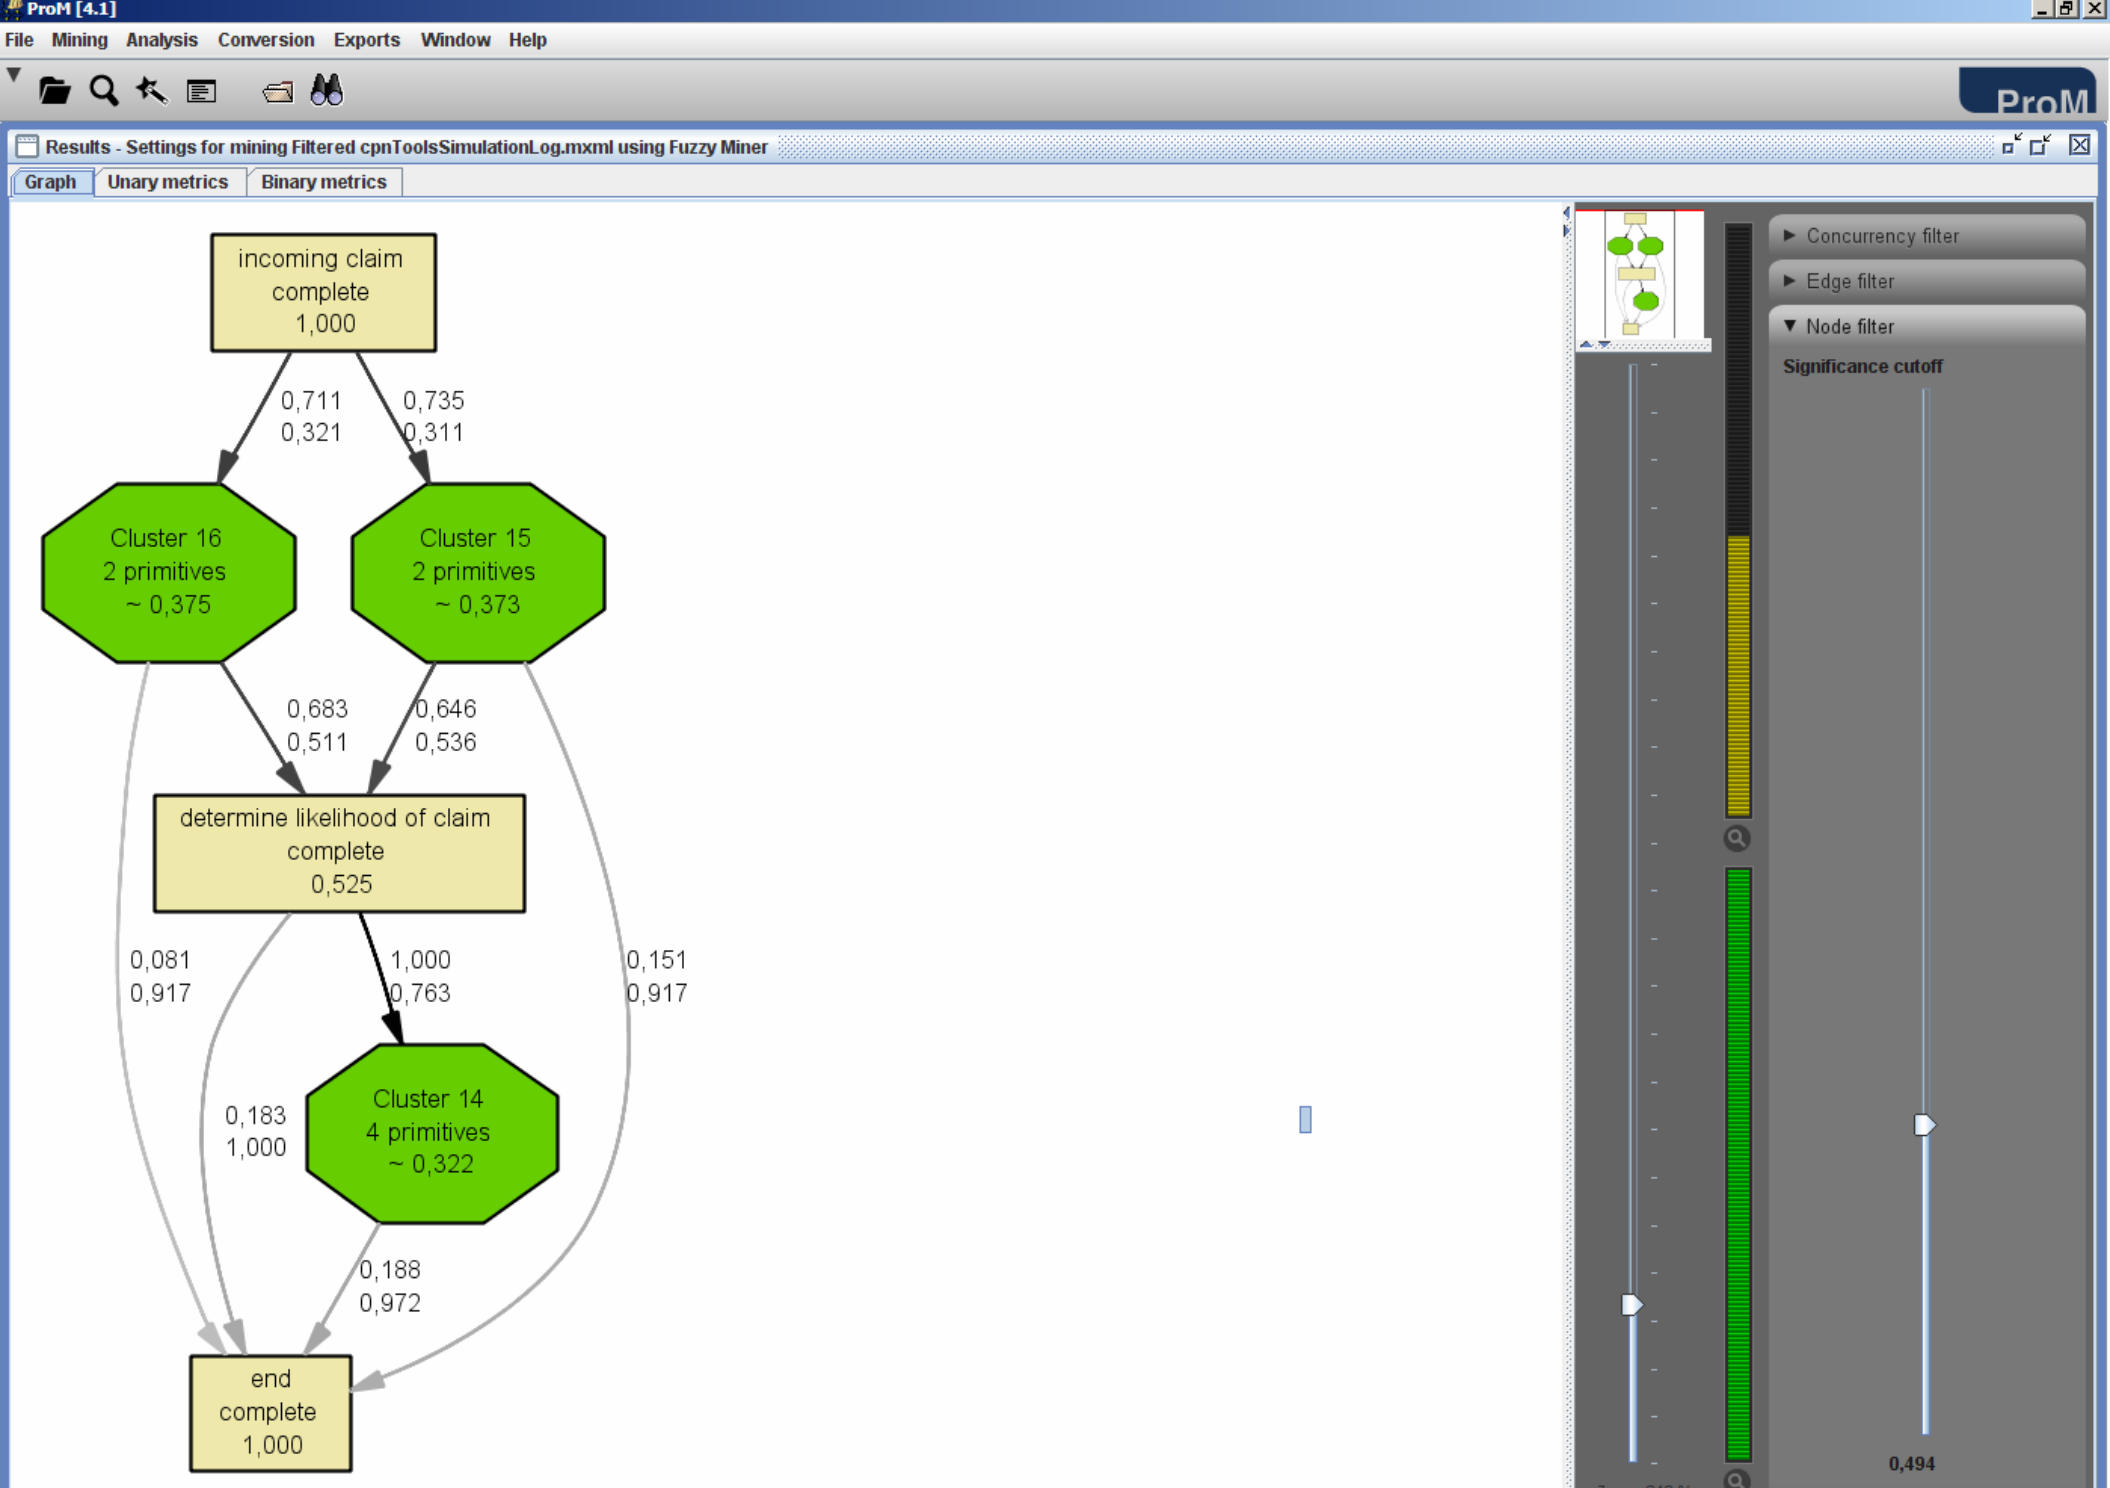 ProM [4.1]
File Mining Analysis Conversion Exports Window Help
ProM
Results - Settings for mining Filtered cpnToolsSimulationLog.mxml using Fuzzy Miner
Graph Unary metrics Binary metrics
incoming claim
complete
1,000
0,711
0,321
0,735
0,311
Cluster 16
2 primitives
~ 0,375
Cluster 15
2 primitives
~ 0,373
0,683
0,511
0,646
0,536
determine likelihood of claim
complete
0,525
0,081
0,917
1,000
0,763
0,151
0,917
0,183
1,000
Cluster 14
4 primitives
~ 0,322
0,188
0,972
end
complete
1,000
Concurrency filter
Edge filter
Node filter
Significance cutoff
0,494